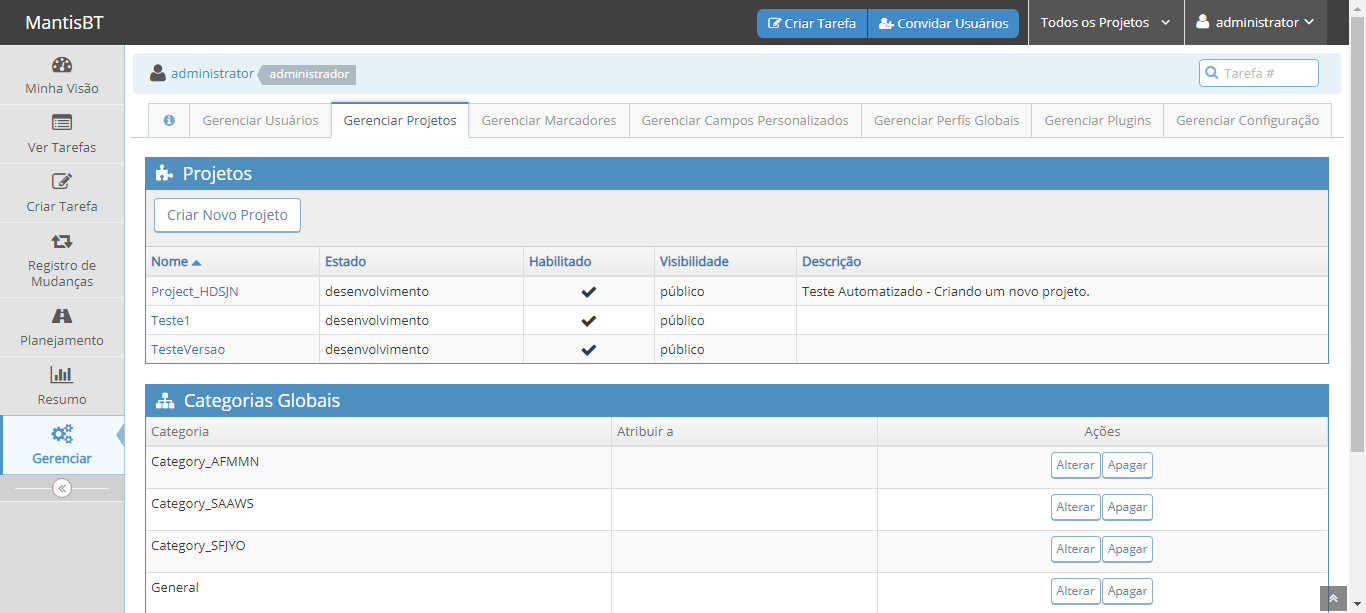 MantisBT
Criar Tarefa
Convidar Usuários
Todos os Projetos
administrator
Minha Visão
Ver Tarefas
Criar Tarefa
Registro de
Mudanças
Planejamento
Resumo
Gerenciar
administrator administrador
Tarefa #
Gerenciar Usuários
Gerenciar Projetos
Gerenciar Marcadores
Gerenciar Campos Personalizados
Gerenciar Perfís Globais
Gerenciar Plugins
Gerenciar Configuração
Projetos
Criar Novo Projeto
Nome Estado Habilitado Visibilidade Descrição
Project_HDSJN desenvolvimento público Teste Automatizado - Criando um novo projeto.
Teste1 desenvolvimento público
TesteVersao desenvolvimento público
Categorias Globais
Categoria Atribuir a Ações
Category_AFMMN Alterar Apagar
Category_SAAWS Alterar Apagar
Category_SFJYO Alterar Apagar
General Alterar Apagar